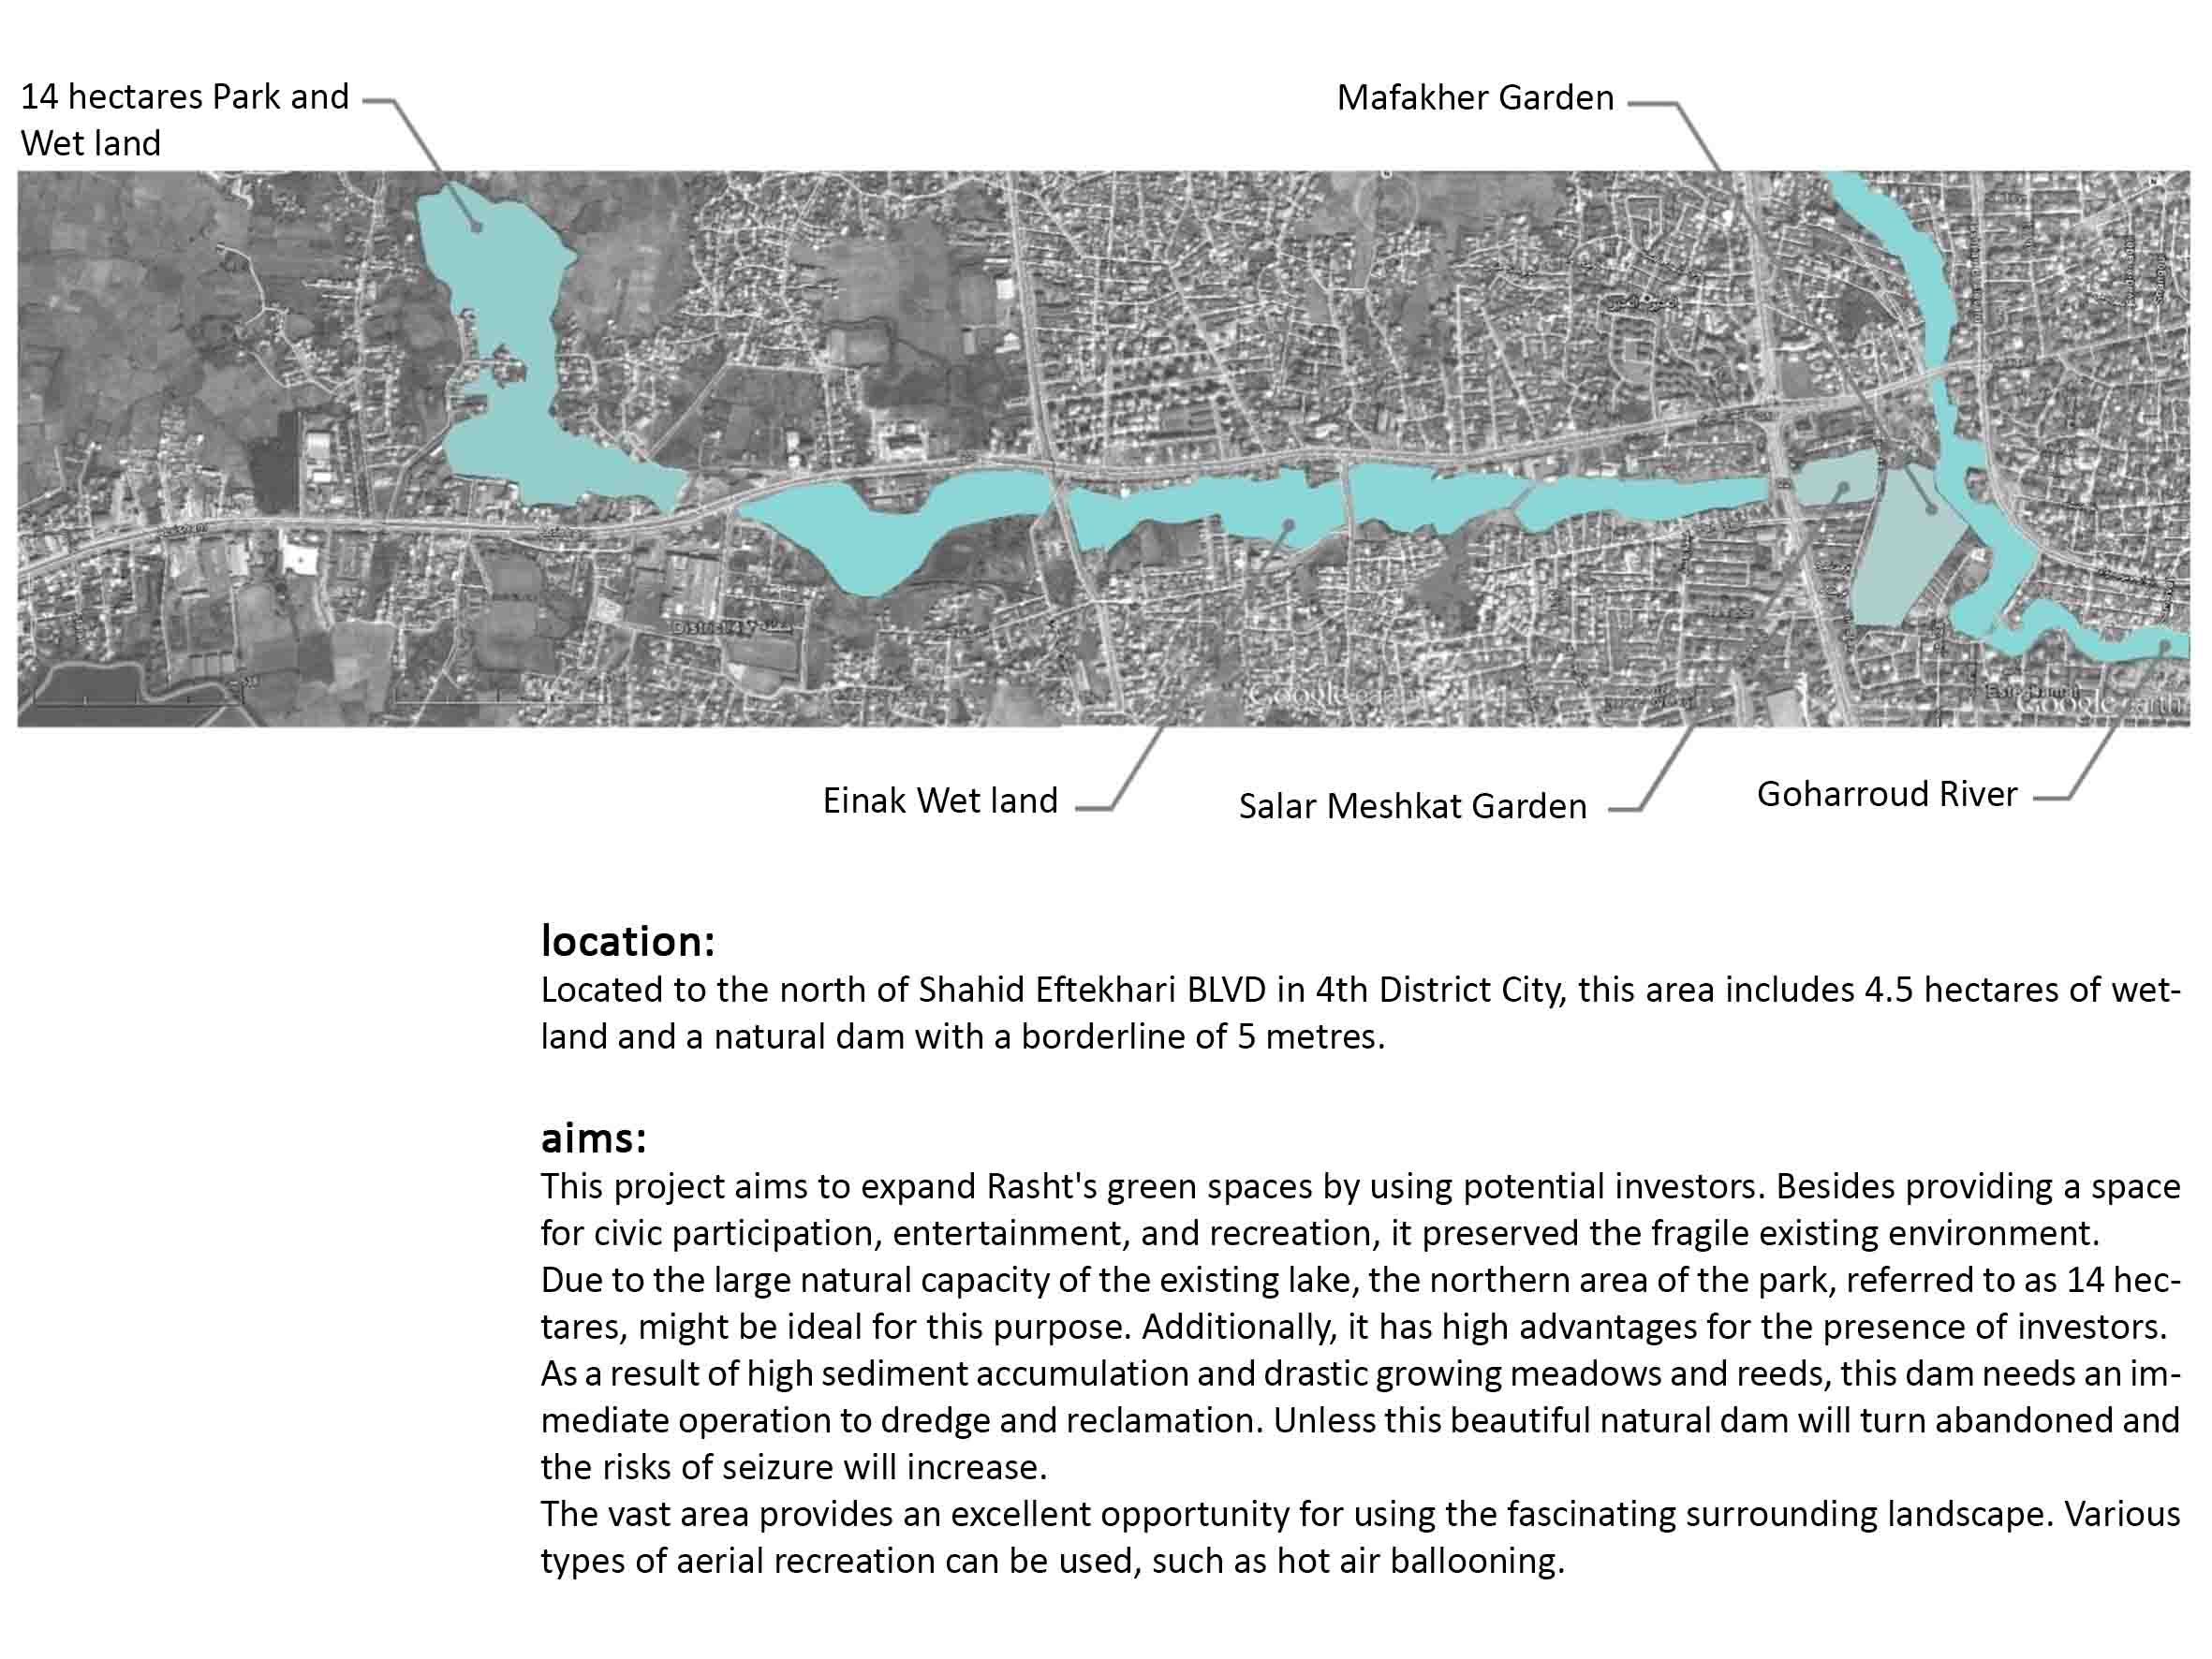 14 hectares Park and
Wet land
Mafakher Garden
Google earth
Google earth
Einak Wet land
Salar Meshkat Garden
Goharroud River
location:
Located to the north of Shahid Eftekhari BLVD in 4th District City, this area includes 4.5 hectares of wet-
land and a natural dam with a borderline of 5 metres.
aims:
This project aims to expand Rasht's green spaces by using potential investors. Besides providing a space
for civic participation, entertainment, and recreation, it preserved the fragile existing environment.
Due to the large natural capacity of the existing lake, the northern area of the park, referred to as 14 hec-
tares, might be ideal for this purpose. Additionally, it has high advantages for the presence of investors.
As a result of high sediment accumulation and drastic growing meadows and reeds, this dam needs an im-
mediate operation to dredge and reclamation. Unless this beautiful natural dam will turn abandoned and
the risks of seizure will increase.
The vast area provides an excellent opportunity for using the fascinating surrounding landscape. Various
types of aerial recreation can be used, such as hot air ballooning.